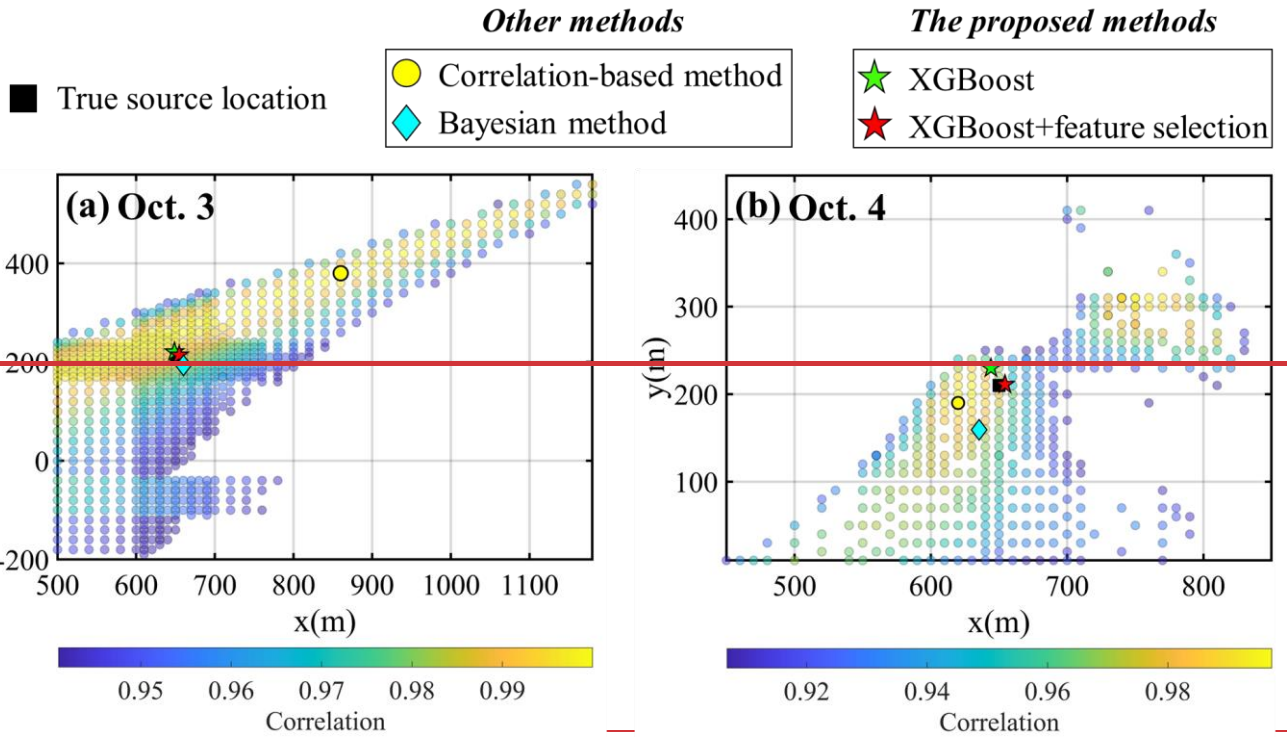 Other methods
The proposed methods
True source location
Correlation-based method
Bayesian method
XGBoost
XGBoost+feature selection
(a) Oct. 3
400
200
0
-200
500 600 700 800 900 1000 1100
x(m)
0.95 0.96 0.97 0.98 0.99
Correlation
(b) Oct. 4
y(m)
400
300
200
100
500 600 700 800
x(m)
0.92 0.94 0.96 0.98
Correlation